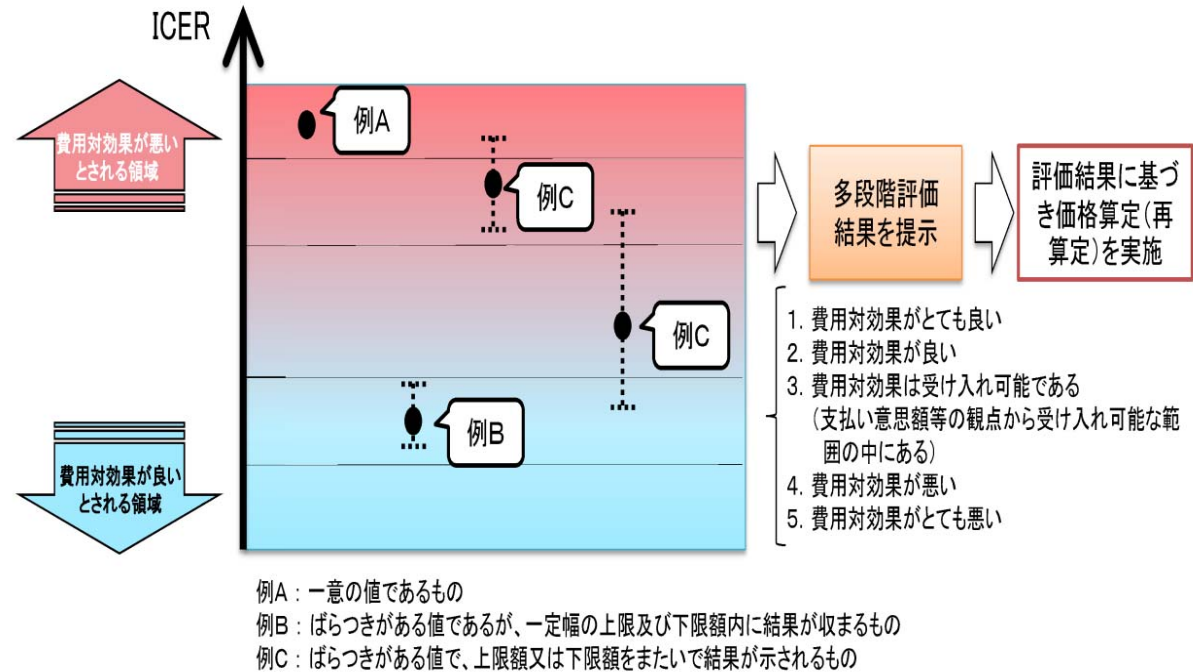 ICER
費用対効果が悪い
とされる領域
例A
例C
例C
例B
費用対効果が良い
とされる領域
多段階評価
結果を提示
評価結果に基づ
き価格算定(再
算定)を実施
1. 費用対効果がとても良い
2. 費用対効果が良い
3. 費用対効果は受け入れ可能である
(支払い意思額等の観点から受け入れ可能な範
囲の中にある)
4. 費用対効果が悪い
5. 費用対効果がとても悪い
例A：一意の値であるもの
例B：ばらつきがある値であるが、一定幅の上限及び下限額内に結果が収まるもの
例C：ばらつきがある値で、上限額又は下限額をまたいで結果が示されるもの